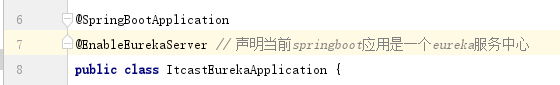 6 @SpringBootApplication
7 @EnableEurekaServer // 声明当前springboot应用是一个eureka服务中心
8 public class ItcastEurekaApplication {